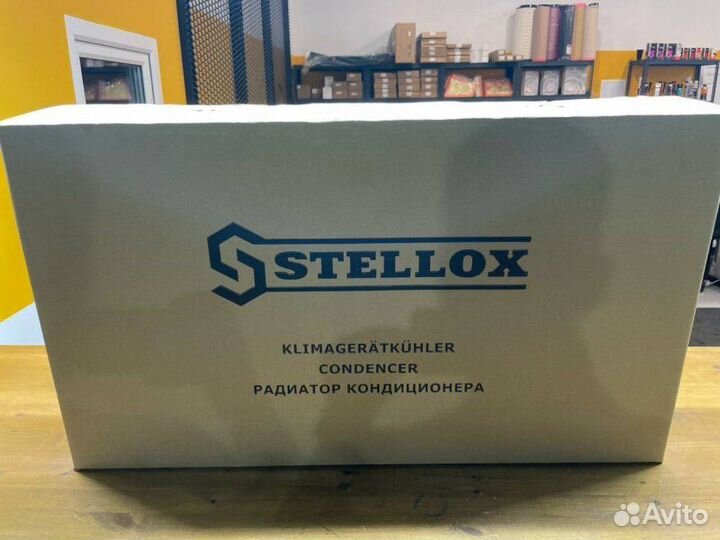 STELLOX
KLIMAGERÄTKÜHLER
CONDENCER
РАДИАТОР КОНДИЦИОНЕРА
Avito